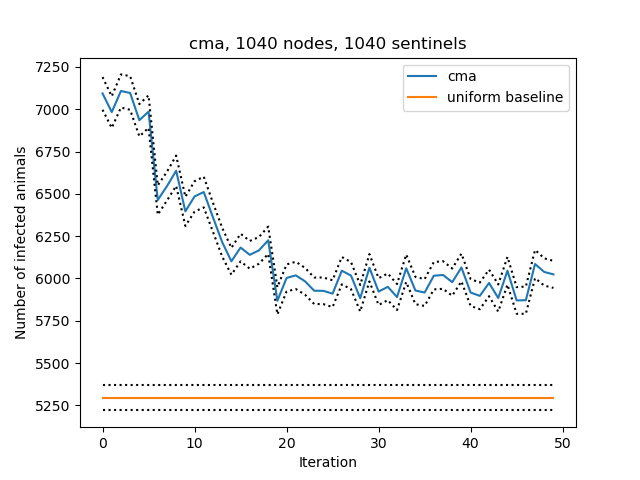 cma, 1040 nodes, 1040 sentinels
cma
uniform baseline
Number of infected animals
7250
7000
6750
6500
6250
6000
5750
5500
5250
0 10 20 30 40 50
Iteration